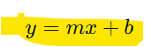 y = mx + b